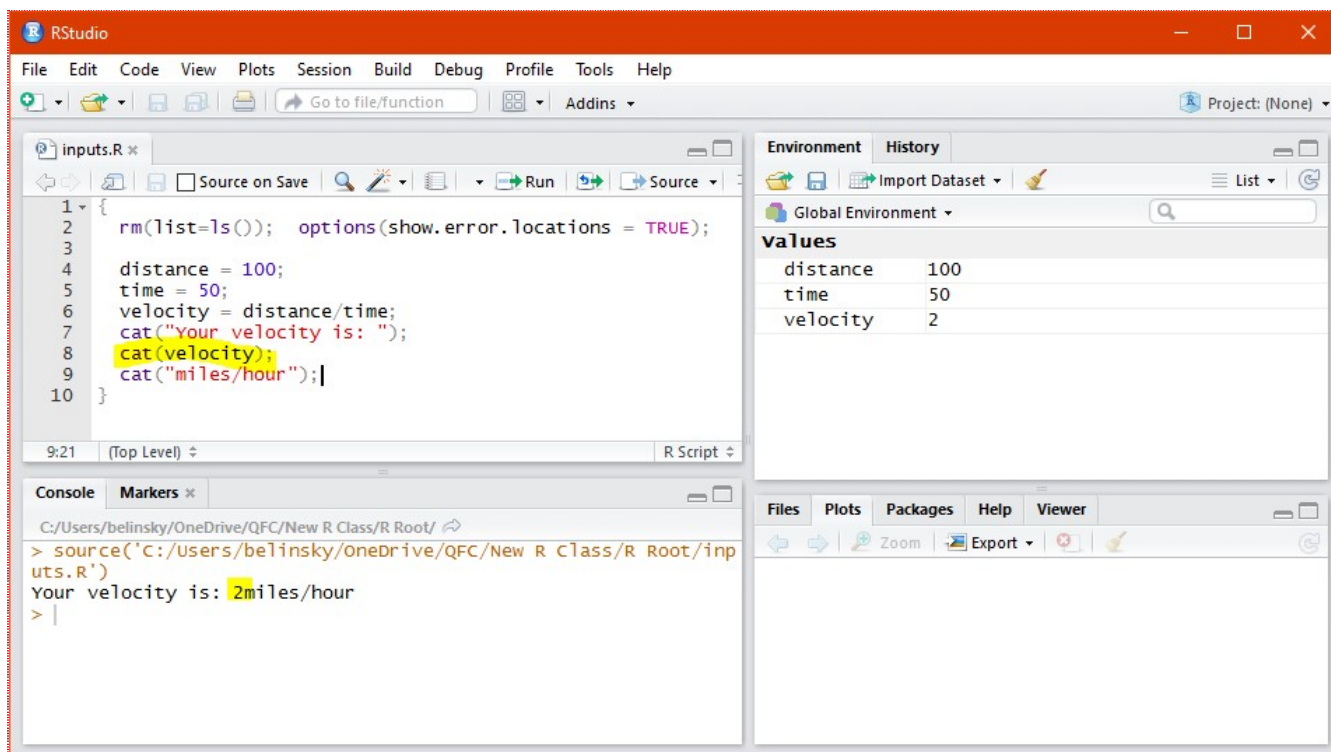 RStudio
File Edit Code View Plots Session Build Debug Profile Tools Help
Go to file/function Addins Project: (None)
inputs.R
Source on Save Run Source
1 {
2 rm(list=ls()); options(show.error.locations = TRUE);
3
4 distance = 100;
5 time = 50;
6 velocity = distance/time;
7 cat("Your velocity is: ");
8 cat(velocity);
9 cat("miles/hour");
10 }
9:21 (Top Level) R Script
Console Markers
C:/Users/belinsky/OneDrive/QFC/New R Class/R Root/
> source('C:/Users/belinsky/OneDrive/QFC/New R Class/R Root/inp
uts.R')
Your velocity is: 2miles/hour
>
Environment History
Import Dataset List
Global Environment
Values
distance 100
time 50
velocity 2
Files Plots Packages Help Viewer
Zoom Export